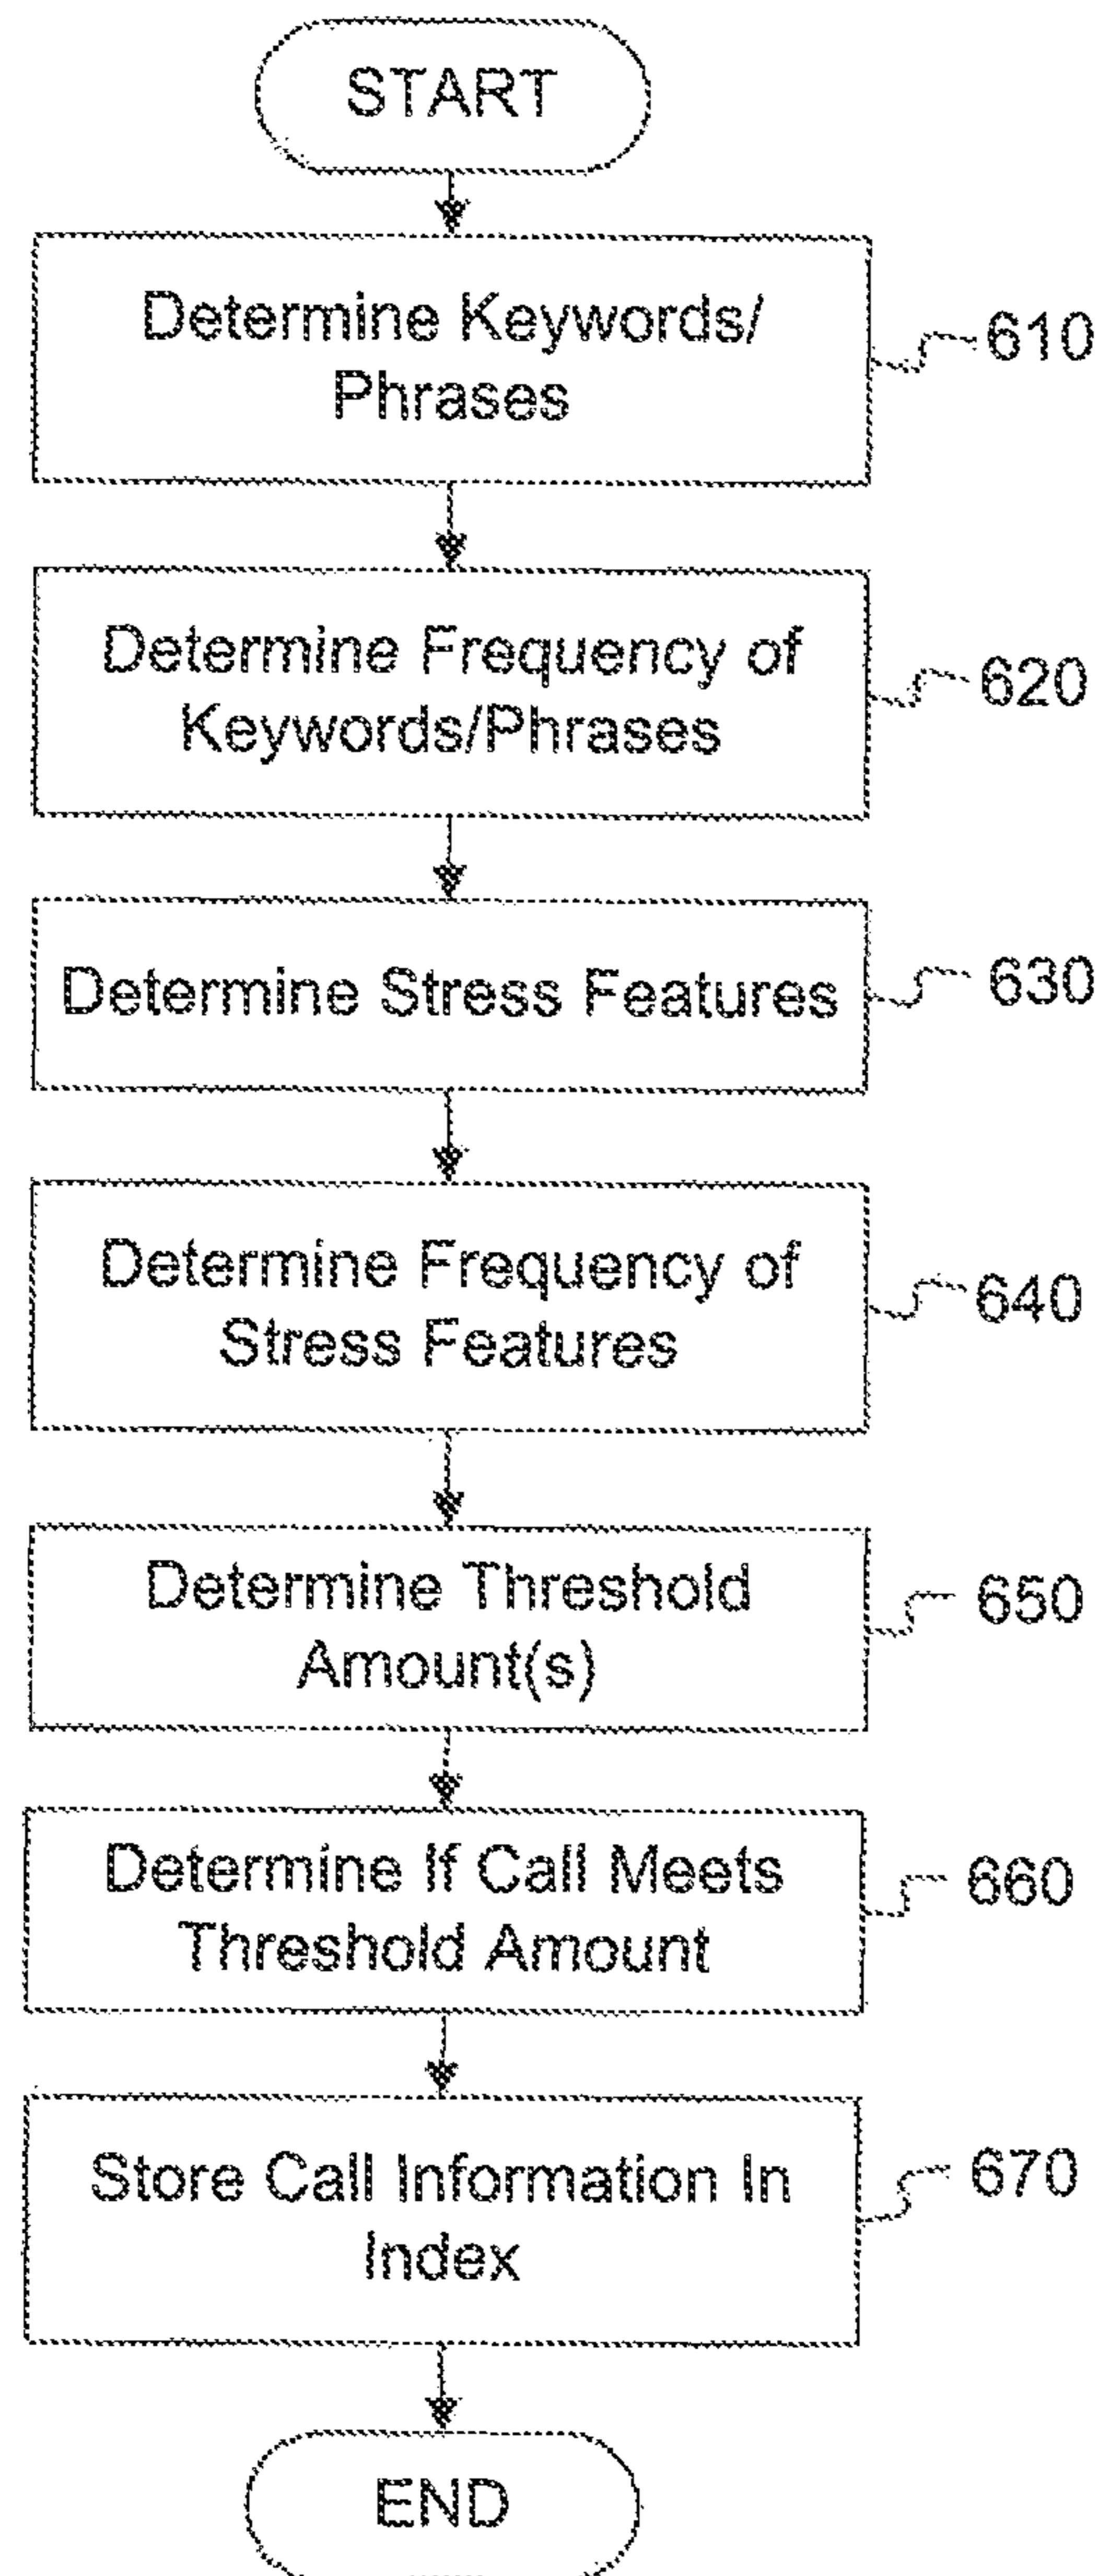 START
Determine Keywords/
Phrases
610
Determine Frequency of
Keywords/Phrases
620
Determine Stress Features
630
Determine Frequency of
Stress Features
640
Determine Threshold
Amount(s)
650
Determine If Call Meets
Threshold Amount
660
Store Call Information In
Index
670
END